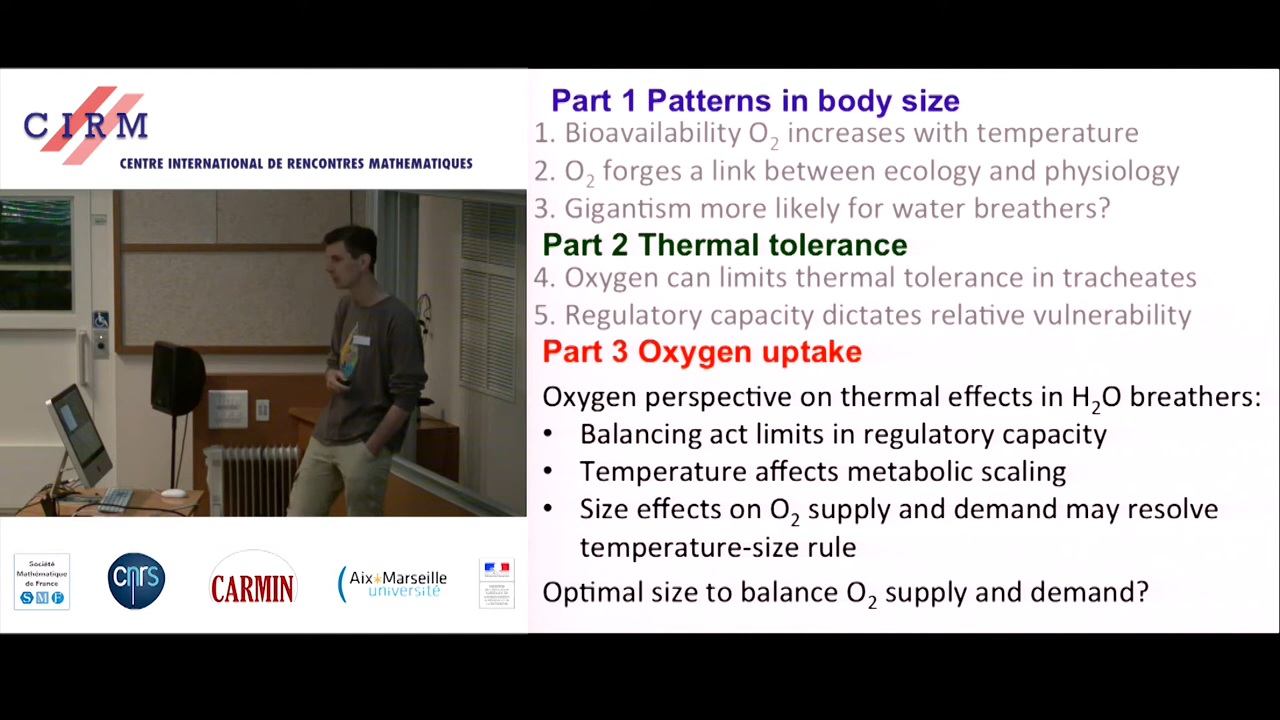 CIRM
CENTRE INTERNATIONAL DE RENCONTRES MATHEMATIQUES
Part 1 Patterns in body size
1. Bioavailability O2 increases with temperature
2. O2 forges a link between ecology and physiology
3. Gigantism more likely for water breathers?
Part 2 Thermal tolerance
4. Oxygen can limits thermal tolerance in tracheates
5. Regulatory capacity dictates relative vulnerability
Part 3 Oxygen uptake
Oxygen perspective on thermal effects in H2O breathers:
• Balancing act limits in regulatory capacity
• Temperature affects metabolic scaling
• Size effects on O2 supply and demand may resolve
temperature-size rule
Optimal size to balance O2 supply and demand?
Société
Mathématique
de France
SMF
cnrs
CARMIN
Aix*Marseille
université